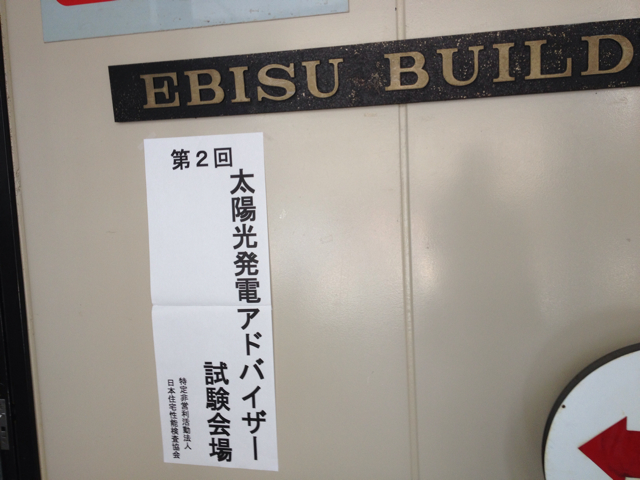 EBISU BUILD
第2回
太陽光発電アドバイザー
試験会場
特定非営利活動法人
日本住宅性能検査協会